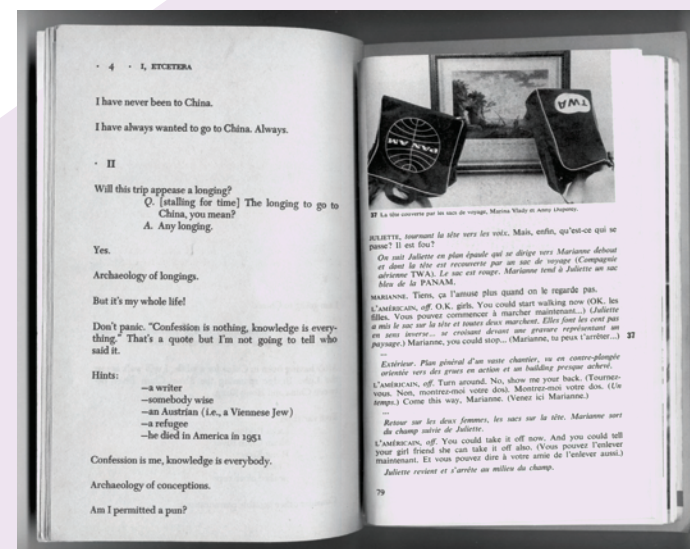 · 4 · I, ETCETERA
I have never been to China.
I have always wanted to go to China. Always.
· II
Will this trip appease a longing?
Q. [stalling for time] The longing to go to
China, you mean?
A. Any longing.
Yes.
Archaeology of longings.
But it's my whole life!
Don't panic. "Confession is nothing, knowledge is every-
thing." That's a quote but I'm not going to tell who
said it.
Hints:
—a writer
—somebody wise
—an Austrian (i.e., a Viennese Jew)
—a refugee
—he died in America in 1951
Confession is me, knowledge is everybody.
Archaeology of conceptions.
Am I permitted a pun?
PAN AM
TWA
37 La tête couverte par les sacs de voyage, Marina Vlady et Anny Duperey.
JULIETTE, tournant la tête vers les voix. Mais, enfin, qu'est-ce qui se
passe? Il est fou?
On suit Juliette en plan épaule qui se dirige vers Marianne debout
et dont la tête est recouverte par un sac de voyage (Compagnie
aérienne TWA). Le sac est rouge. Marianne tend à Juliette un sac
bleu de la PANAM.
MARIANNE. Tiens, ça l'amuse plus quand on le regarde pas.
L'AMÉRICAIN, off. O.K. girls. You could start walking now (OK, les
filles. Vous pouvez commencer à marcher maintenant...) (Juliette
a mis le sac sur la tête et toutes deux marchent. Elles font les cent pas
en sens inverse... se croisant devant une gravure représentant un
paysage.) Marianne, you could stop... (Marianne, tu peux t'arrêter...) 37
...
Extérieur. Plan général d'un vaste chantier, vu en contre-plongée
orientée vers des grues en action et un building presque achevé.
L'AMÉRICAIN, off. Turn around. No, show me your back. (Tournez-
vous. Non, montrez-moi votre dos). Montrez-moi votre dos. (Un
temps.) Come this way, Marianne. (Venez ici Marianne.)
...
Retour sur les deux femmes, les sacs sur la tête. Marianne sort
du champ suivie de Juliette.
L'AMÉRICAIN, off. You could take it off now. And you could tell
your girl friend she can take it off also. (Vous pouvez l'enlever
maintenant. Et vous pouvez dire à votre amie de l'enlever aussi.)
Juliette revient et s'arrête au milieu du champ.
79